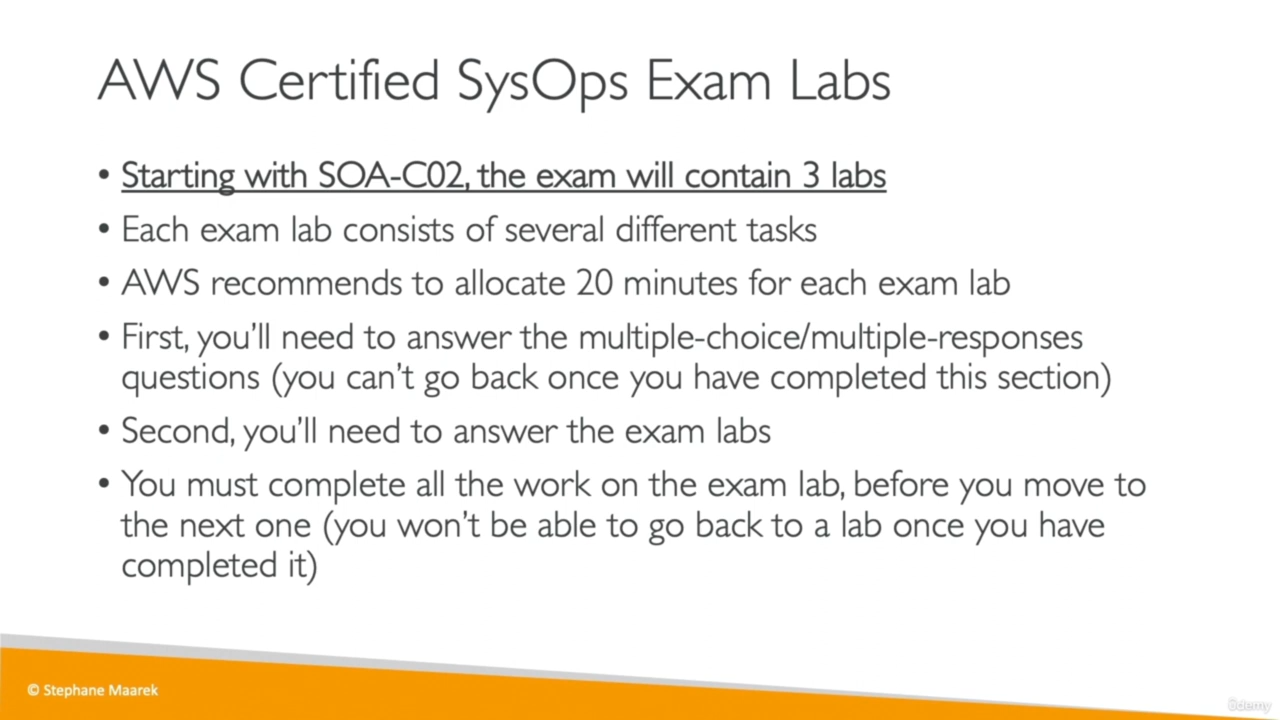 AWS Certified SysOps Exam Labs
• Starting with SOA-C02, the exam will contain 3 labs
• Each exam lab consists of several different tasks
• AWS recommends to allocate 20 minutes for each exam lab
• First, you'll need to answer the multiple-choice/multiple-responses
questions (you can't go back once you have completed this section)
• Second, you'll need to answer the exam labs
• You must complete all the work on the exam lab, before you move to
the next one (you won't be able to go back to a lab once you have
completed it)
© Stephane Maarek
ûdemy